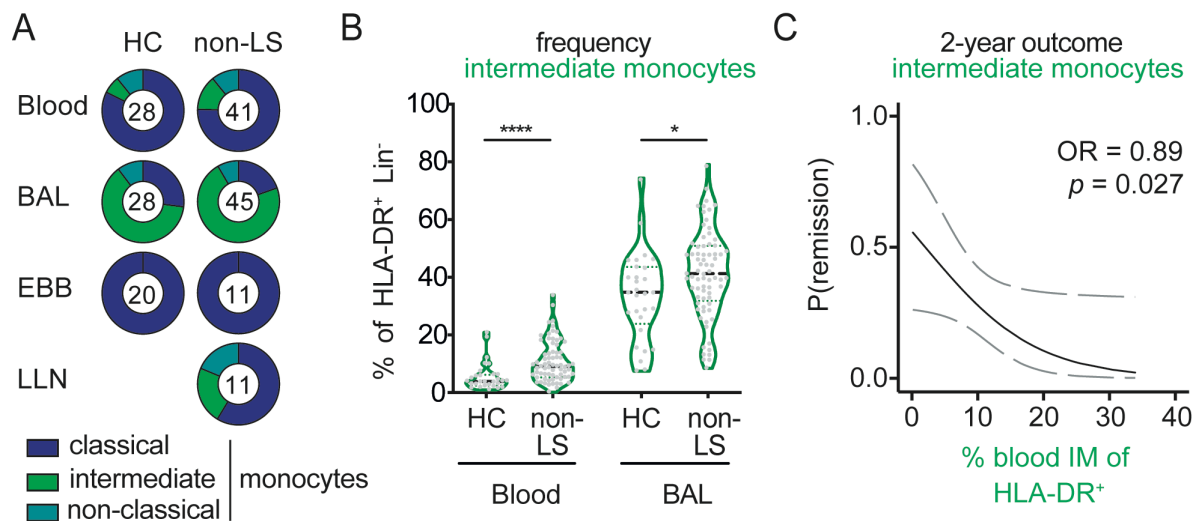 A
HC non-LS
Blood 28 41
BAL 28 45
EBB 20 11
LLN 11
classical
intermediate
non-classical
monocytes
B
frequency
intermediate monocytes
% of HLA-DR⁺ Lin⁻
100
80
60
40
20
0
**** *
HC non-LS HC non-LS
Blood BAL
C
2-year outcome
intermediate monocytes
P(remission)
1.0
0.5
0.0
OR = 0.89
p = 0.027
0 10 20 30 40
% blood IM of
HLA-DR⁺